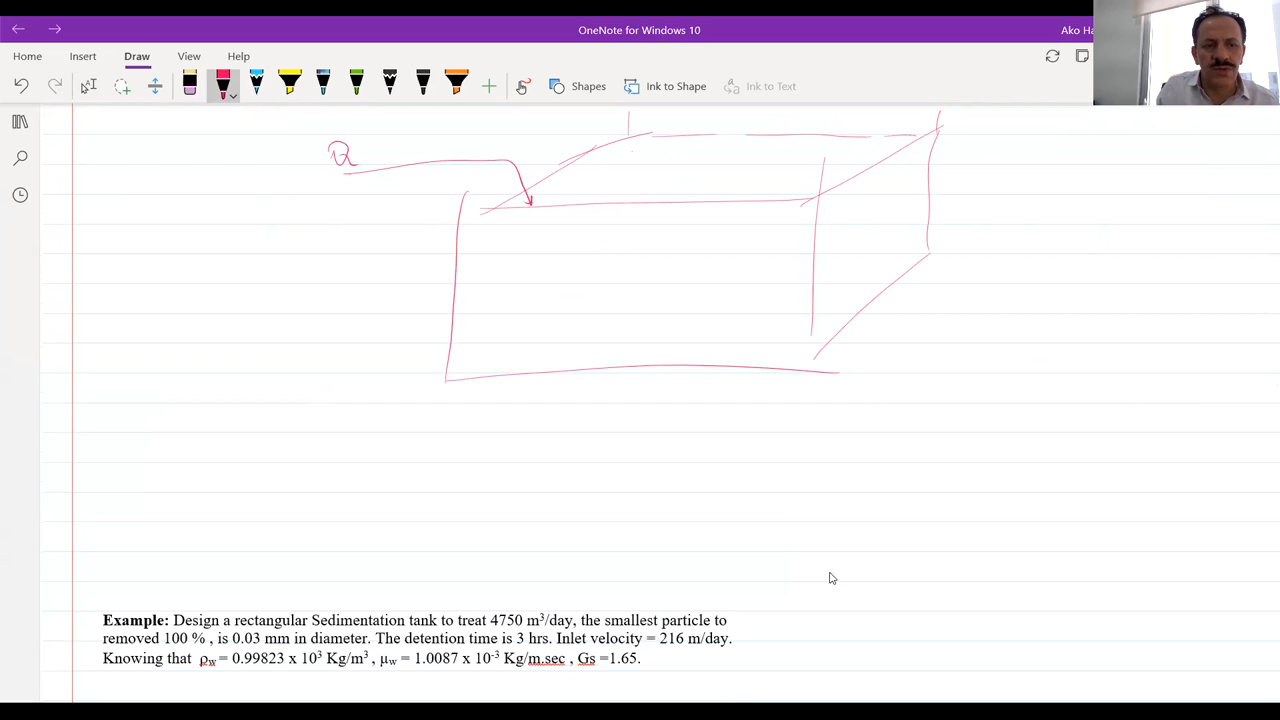 OneNote for Windows 10
Ako Ha
Home Insert Draw View Help
Shapes Ink to Shape Ink to Text
Q
Example: Design a rectangular Sedimentation tank to treat 4750 m³/day, the smallest particle to
removed 100 % , is 0.03 mm in diameter. The detention time is 3 hrs. Inlet velocity = 216 m/day.
Knowing that ρw = 0.99823 x 10³ Kg/m³ , μw = 1.0087 x 10⁻³ Kg/m.sec , Gs =1.65.